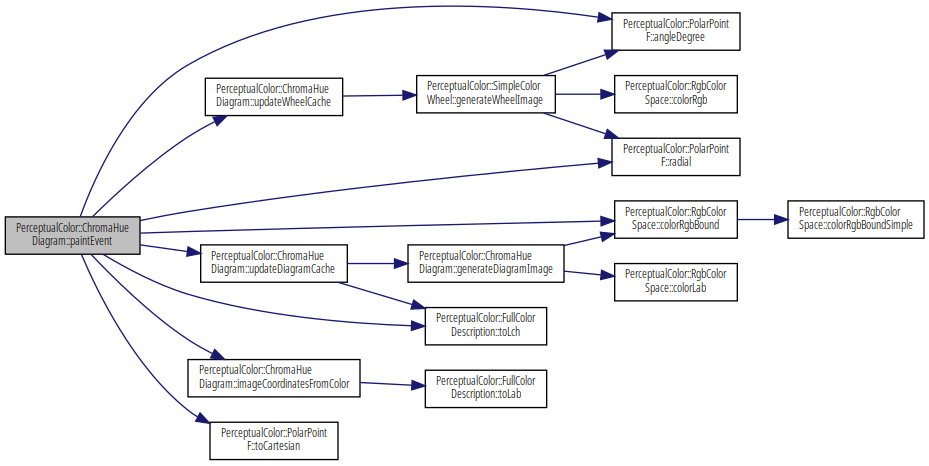 PerceptualColor::PolarPoint
F::angleDegree
PerceptualColor::ChromaHue
Diagram::updateWheelCache
PerceptualColor::SimpleColor
Wheel::generateWheelImage
PerceptualColor::RgbColor
Space::colorRgb
PerceptualColor::PolarPoint
F::radial
PerceptualColor::ChromaHue
Diagram::paintEvent
PerceptualColor::RgbColor
Space::colorRgbBound
PerceptualColor::RgbColor
Space::colorRgbBoundSimple
PerceptualColor::ChromaHue
Diagram::updateDiagramCache
PerceptualColor::ChromaHue
Diagram::generateDiagramImage
PerceptualColor::RgbColor
Space::colorLab
PerceptualColor::FullColor
Description::toLch
PerceptualColor::ChromaHue
Diagram::imageCoordinatesFromColor
PerceptualColor::FullColor
Description::toLab
PerceptualColor::PolarPoint
F::toCartesian